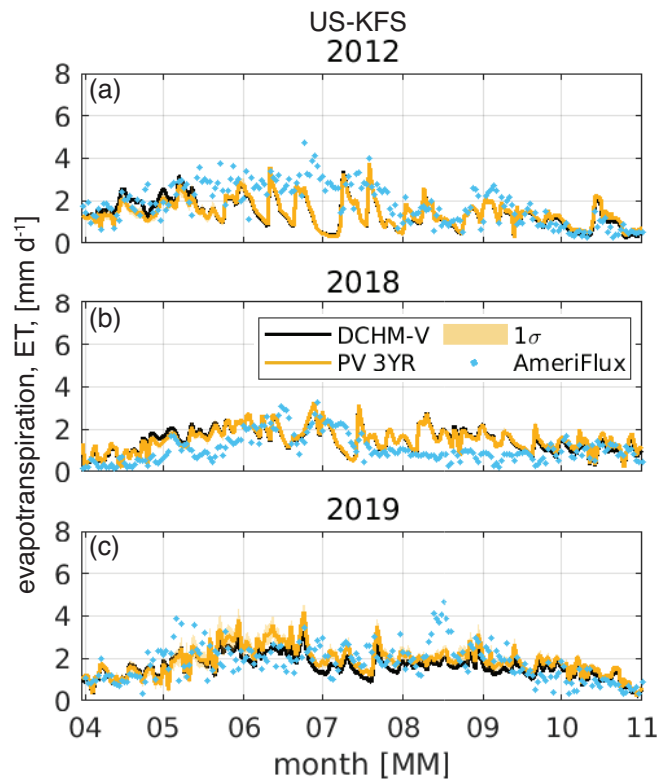 US-KFS
2012
(a)
8
6
4
2
0
2018
(b)
8
6
4
2
0
DCHM-V
1σ
PV 3YR
AmeriFlux
2019
(c)
8
6
4
2
0
04 05 06 07 08 09 10 11
month [MM]
evapotranspiration, ET, [mm d-1]